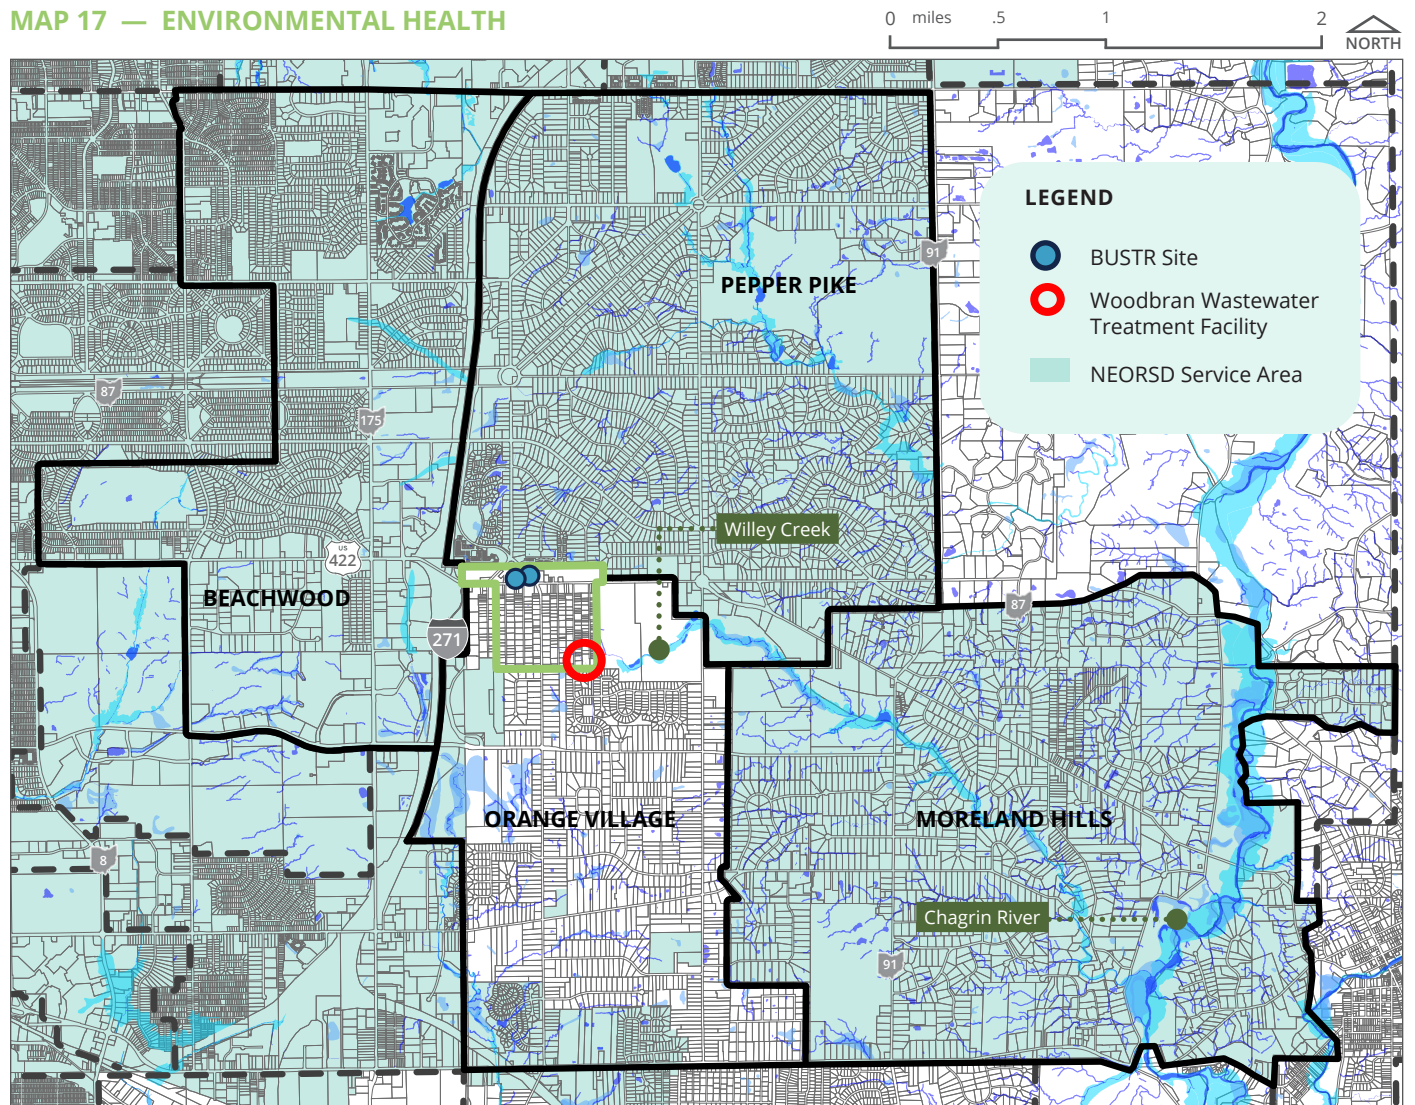 MAP 17 — ENVIRONMENTAL HEALTH
0 miles .5 1 2
NORTH
LEGEND
BUSTR Site
Woodbran Wastewater
Treatment Facility
NEORSD Service Area
91
PEPPER PIKE
87
175
Willey Creek
US
422
BEACHWOOD
87
271
ORANGE VILLAGE
MORELAND HILLS
8
Chagrin River
91